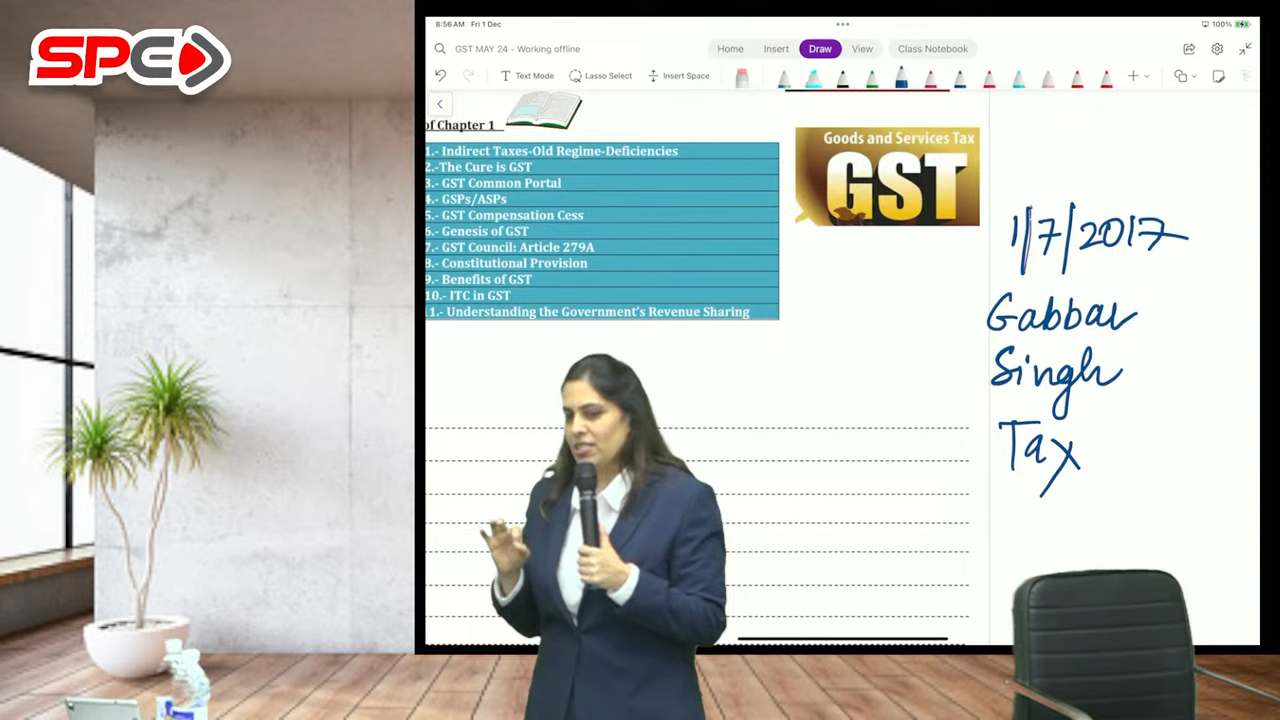 SPED
8:56 AM Fri 1 Dec
100%
GST MAY 24 - Working offline
Home Insert Draw View Class Notebook
Text Mode Lasso Select Insert Space
of Chapter 1
1.- Indirect Taxes-Old Regime-Deficiencies
2.-The Cure is GST
3.- GST Common Portal
4.- GSPs/ASPs
5.- GST Compensation Cess
6.- Genesis of GST
7.- GST Council: Article 279A
8.- Constitutional Provision
9.- Benefits of GST
10.- ITC in GST
11.- Understanding the Government's Revenue Sharing
Goods and Services Tax
GST
1/7/2017
Gabbar
Singh
Tax